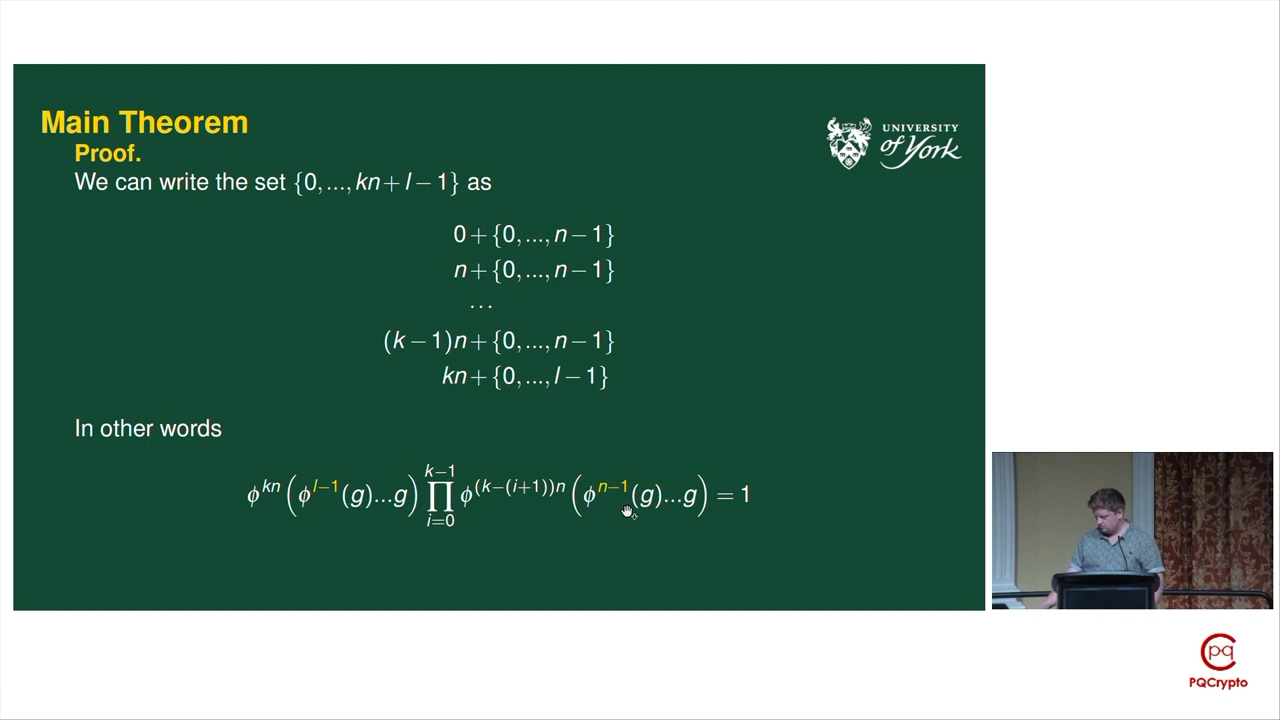 Main Theorem
Proof.
UNIVERSITY
of York
We can write the set {0,...,kn+l−1} as
0+{0,...,n−1}
n+{0,...,n−1}
...
(k−1)n+{0,...,n−1}
kn+{0,...,l−1}
In other words
ϕ^{kn}(ϕ^{l−1}(g)...g)∏_{i=0}^{k−1}ϕ^{(k−(i+1))n}(ϕ^{n−1}(g)...g)=1
pq
PQCrypto